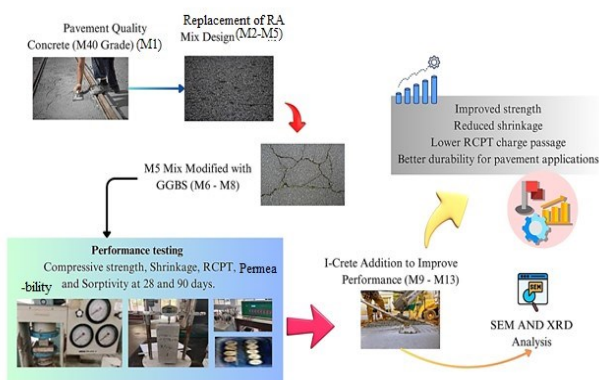 Pavement Quality
Concrete (M40 Grade) (M1)
Replacement of RA
Mix Design (M2-M5)
Improved strength
Reduced shrinkage
Lower RCPT charge passage
Better durability for pavement applications
M5 Mix Modified with
GGBS (M6 - M8)
Performance testing
Compressive strength, Shrinkage, RCPT, Permea
-bility and Sorptivity at 28 and 90 days.
I-Crete Addition to Improve
Performance (M9 - M13)
SEM
SEM AND XRD
Analysis